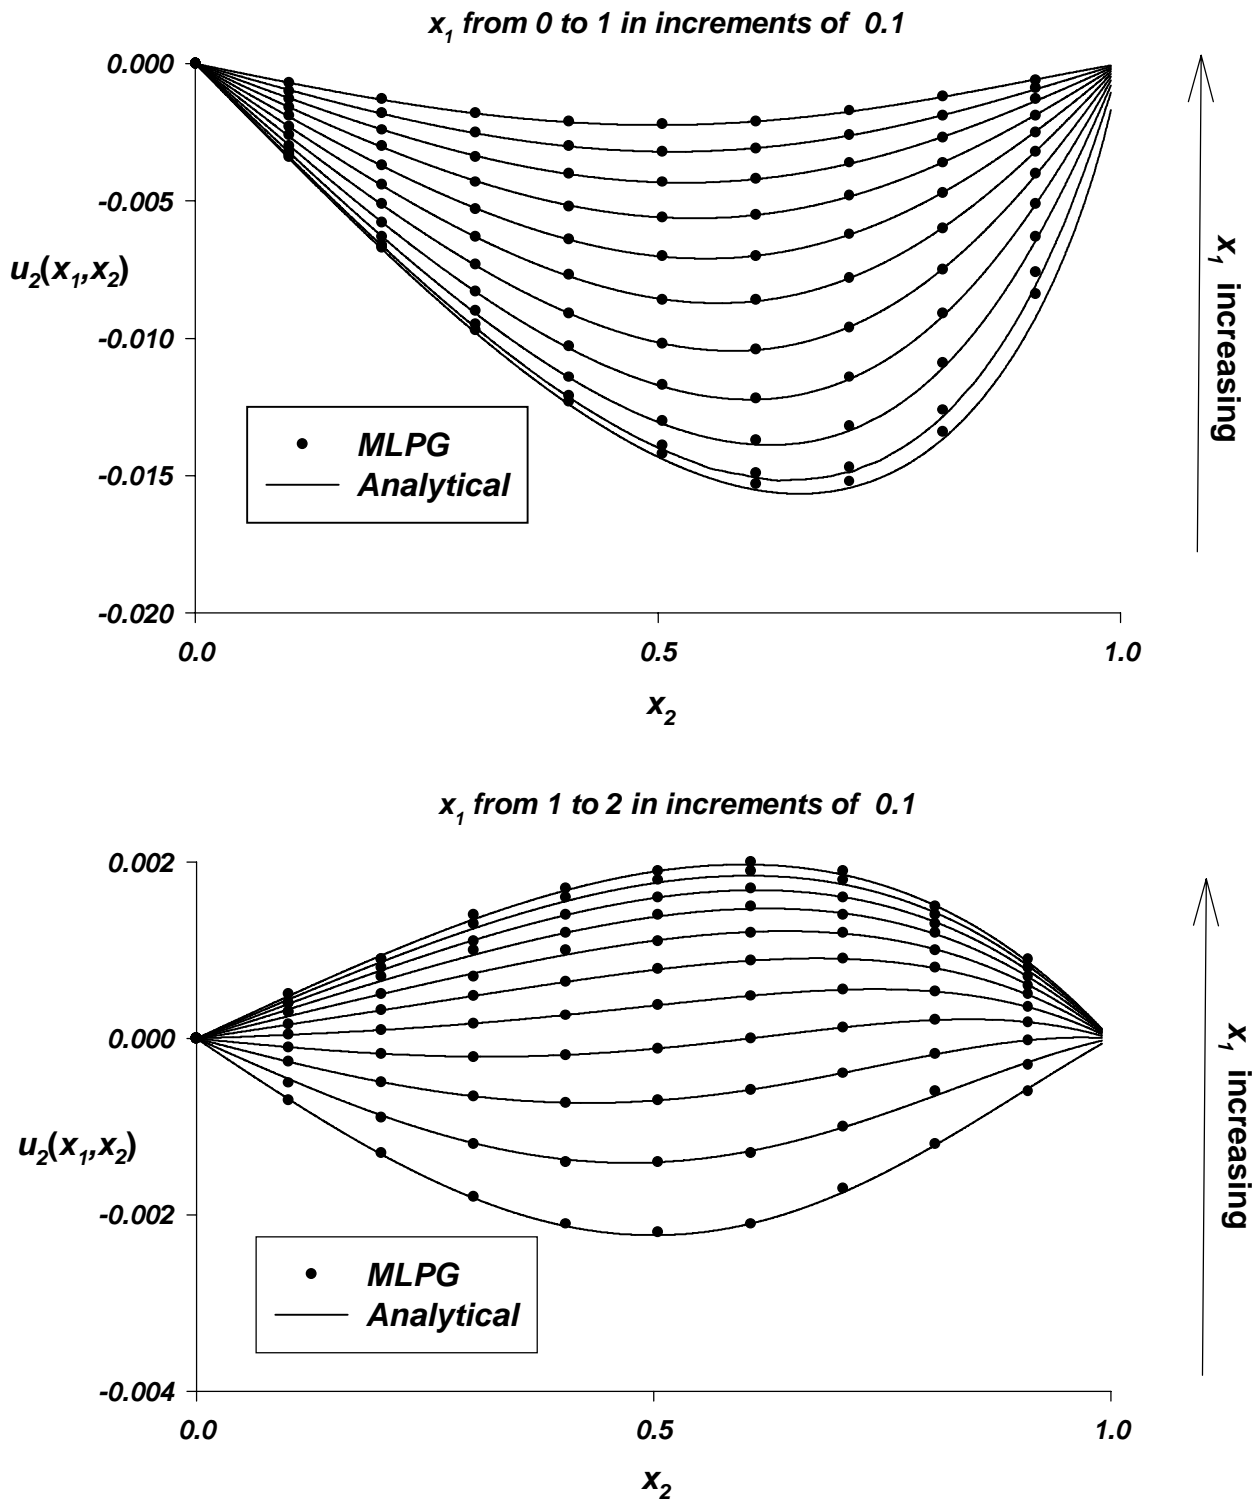 x₁ from 0 to 1 in increments of 0.1
0.000
-0.005
u₂(x₁,x₂)
-0.010
-0.015
-0.020
MLPG
Analytical
0.0
0.5
1.0
x₂
x₁ increasing
x₁ from 1 to 2 in increments of 0.1
0.002
0.000
u₂(x₁,x₂)
-0.002
-0.004
MLPG
Analytical
0.0
0.5
1.0
x₂
x₁ increasing